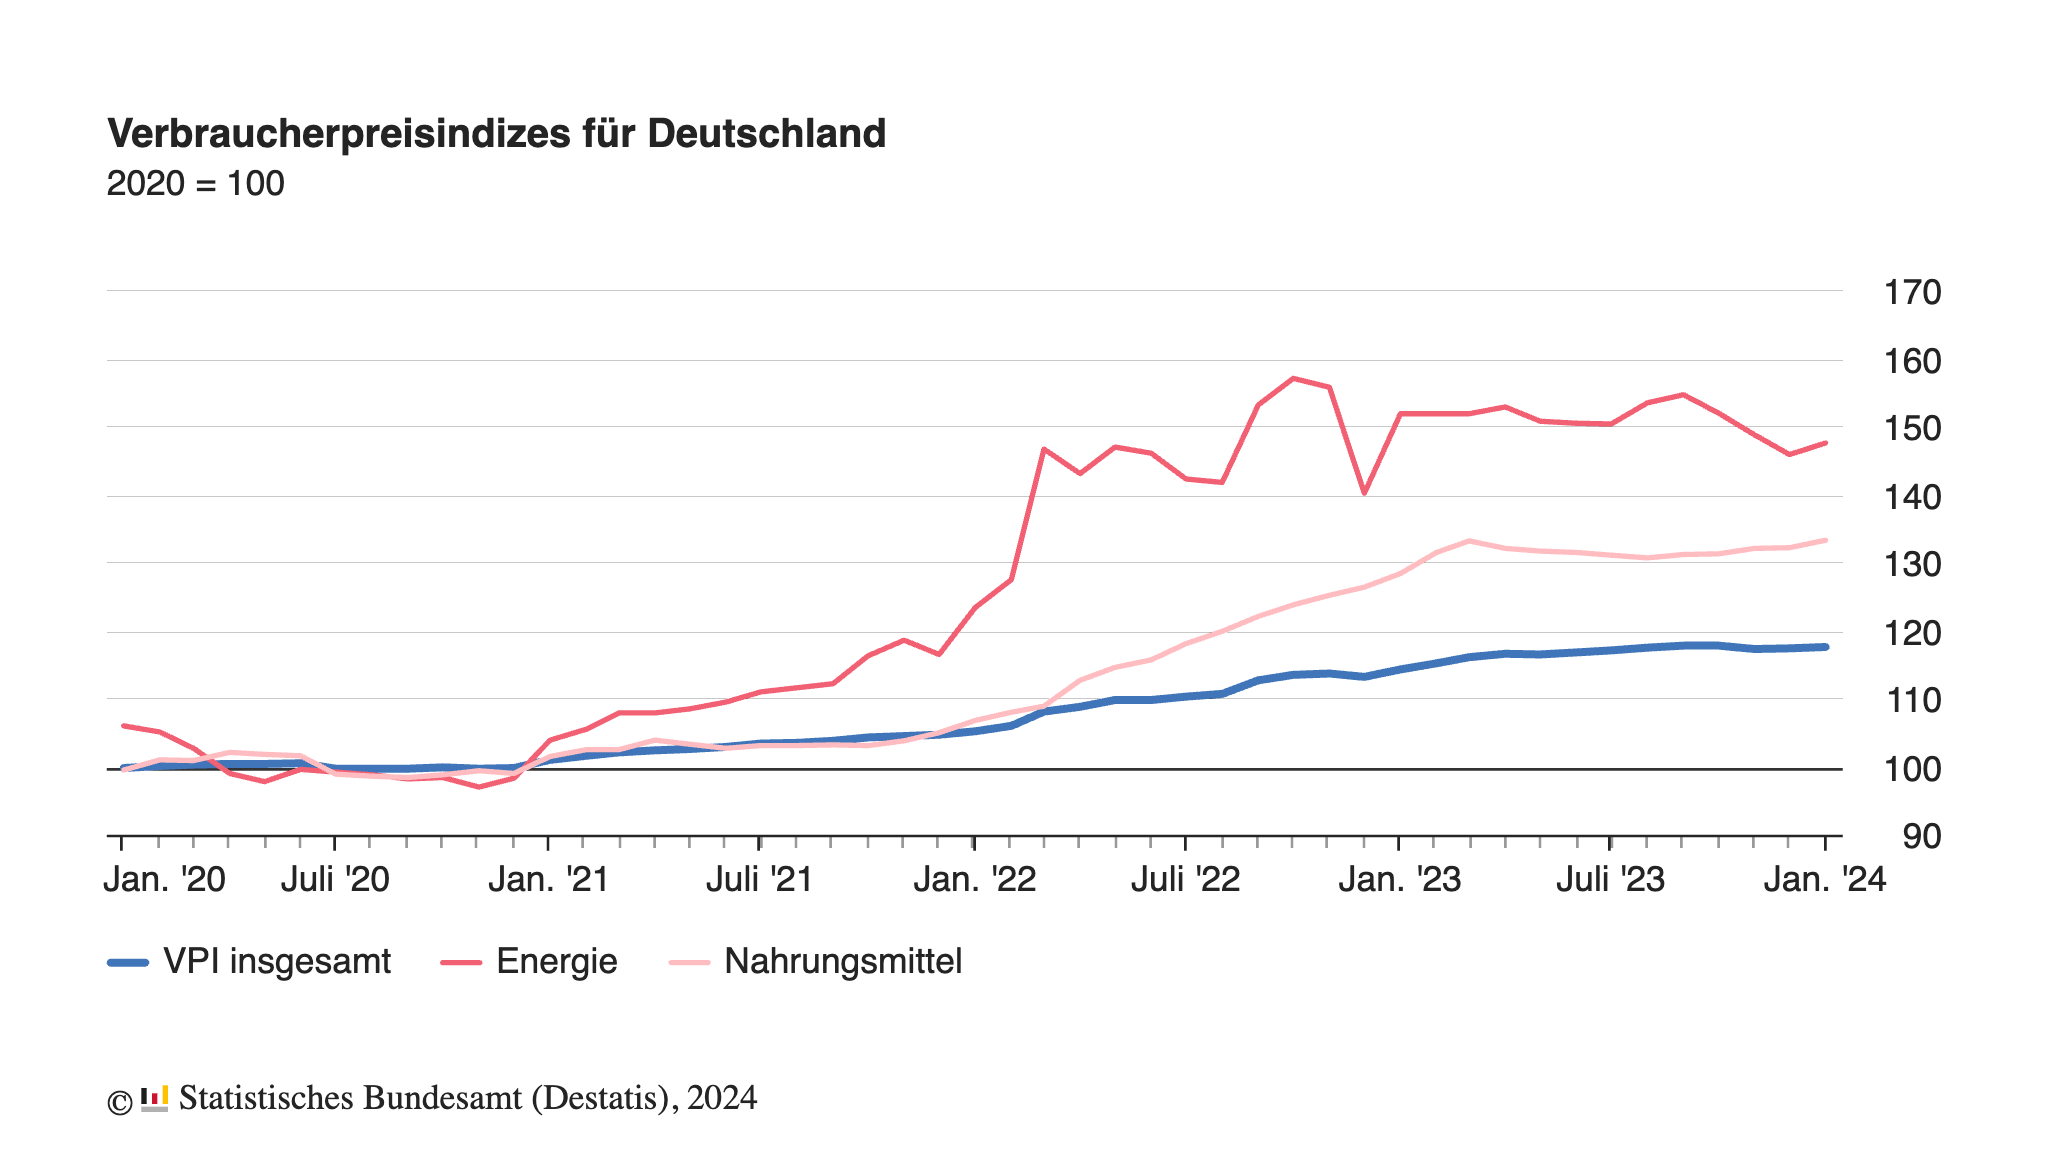 Verbraucherpreisindizes für Deutschland
2020 = 100
170
160
150
140
130
120
110
100
90
Jan. '20 Juli '20 Jan. '21 Juli '21 Jan. '22 Juli '22 Jan. '23 Juli '23 Jan. '24
VPI insgesamt Energie Nahrungsmittel
© Statistisches Bundesamt (Destatis), 2024